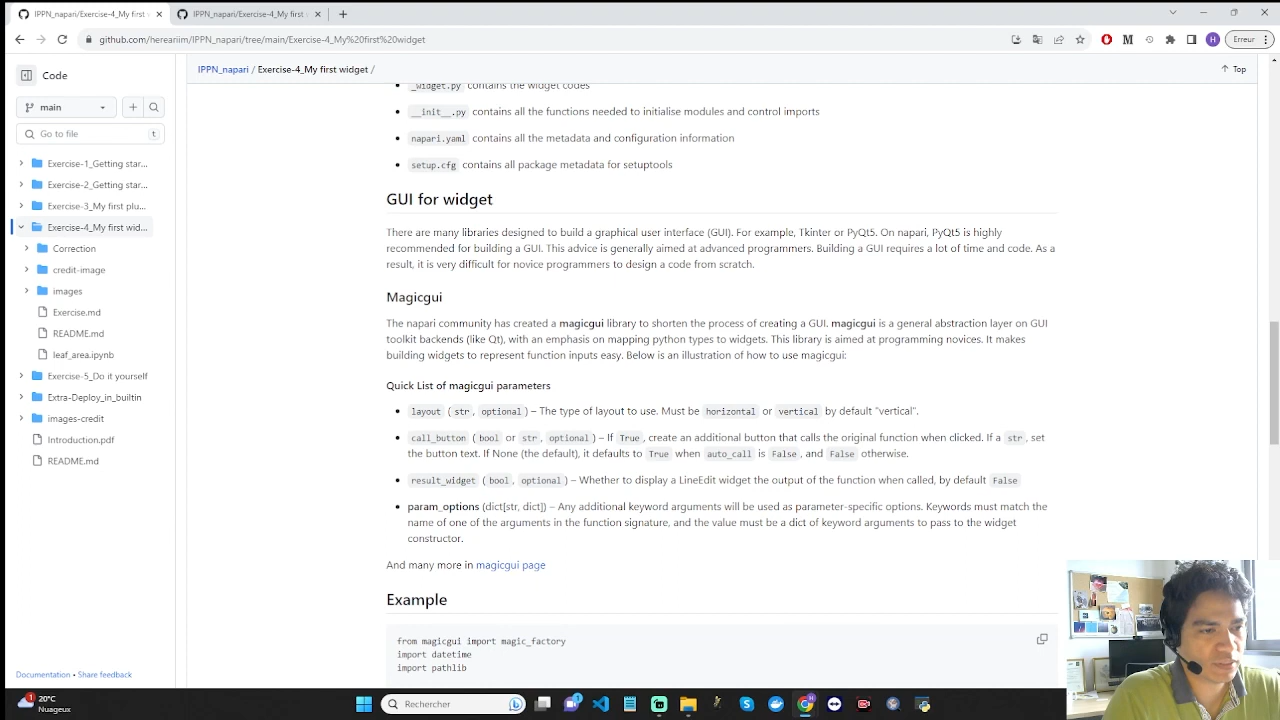 IPPN_napari/Exercise-4_My first
IPPN_napari/Exercise-4_My first
github.com/hereariim/IPPN_napari/tree/main/Exercise-4_My%20first%20widget
H
Erreur
Code
IPPN_napari / Exercise-4_My first widget /
Top
main
Go to file
t
Exercise-1_Getting star...
Exercise-2_Getting star...
Exercise-3_My first plu...
Exercise-4_My first wid...
Correction
credit-image
images
Exercise.md
README.md
leaf_area.ipynb
Exercise-5_Do it yourself
Extra-Deploy_in_builtin
images-credit
Introduction.pdf
README.md
Documentation • Share feedback
_widget.py contains the widget codes
__init__.py contains all the functions needed to initialise modules and control imports
napari.yaml contains all the metadata and configuration information
setup.cfg contains all package metadata for setuptools
GUI for widget
There are many libraries designed to build a graphical user interface (GUI). For example, Tkinter or PyQt5. On napari, PyQt5 is highly
recommended for building a GUI. This advice is generally aimed at advanced programmers. Building a GUI requires a lot of time and code. As a
result, it is very difficult for novice programmers to design a code from scratch.
Magicgui
The napari community has created a magicgui library to shorten the process of creating a GUI. magicgui is a general abstraction layer on GUI
toolkit backends (like Qt), with an emphasis on mapping python types to widgets. This library is aimed at programming novices. It makes
building widgets to represent function inputs easy. Below is an illustration of how to use magicgui:
Quick List of magicgui parameters
layout ( str, optional ) – The type of layout to use. Must be horizontal or vertical by default “vertical”.
call_button ( bool or str, optional ) – If True, create an additional button that calls the original function when clicked. If a str, set
the button text. If None (the default), it defaults to True when auto_call is False, and False otherwise.
result_widget ( bool, optional ) – Whether to display a LineEdit widget the output of the function when called, by default False
param_options (dict[str, dict]) – Any additional keyword arguments will be used as parameter-specific options. Keywords must match the
name of one of the arguments in the function signature, and the value must be a dict of keyword arguments to pass to the widget
constructor.
And many more in magicgui page
Example
from magicgui import magic_factory
import datetime
import pathlib
1
20°C
Nuageux
Rechercher
1